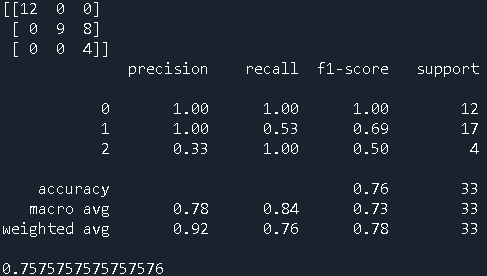 [[12 0 0]
[ 0 9 8]
[ 0 0 4]]
precision recall f1-score support
0 1.00 1.00 1.00 12
1 1.00 0.53 0.69 17
2 0.33 1.00 0.50 4
accuracy 0.76 33
macro avg 0.78 0.84 0.73 33
weighted avg 0.92 0.76 0.78 33
0.7575757575757576